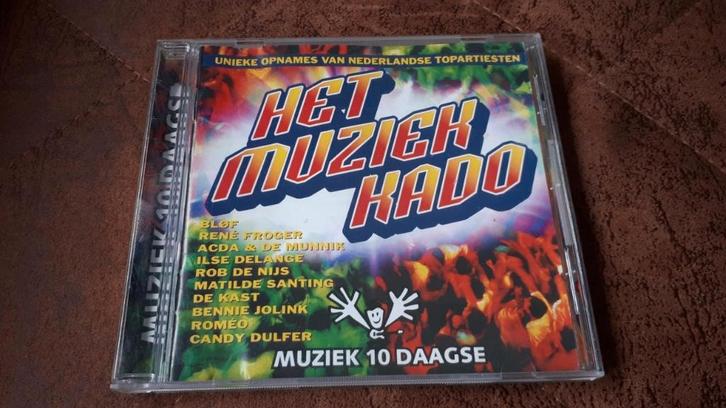 UNIEKE OPNAMES VAN NEDERLANDSE TOPARTIESTEN
HET
MUZIEK
KADO
BLØF
RENÉ FROGER
ACDA & DE MUNNIK
ILSE DELANGE
ROB DE NIJS
MATILDE SANTING
DE KAST
BENNIE JOLINK
ROMÉO
CANDY DULFER
MUZIEK 10 DAAGSE
MUZIEK 10 DAAGSE